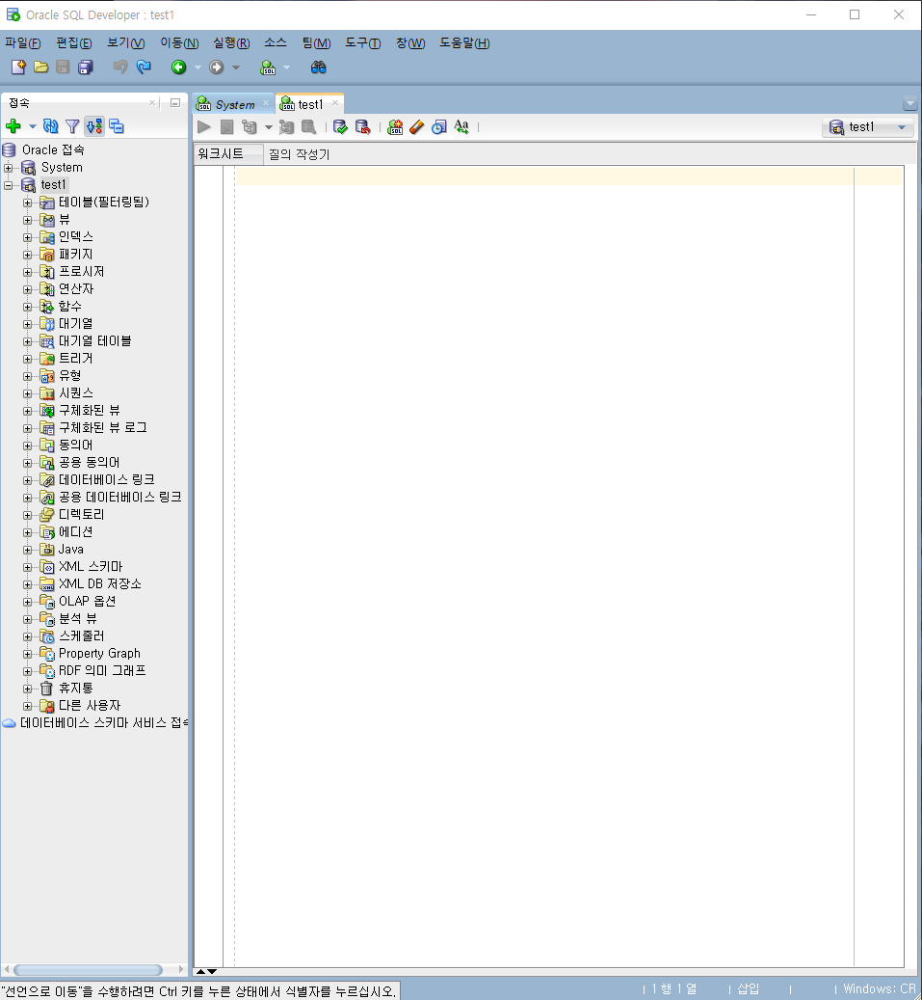 Oracle SQL Developer : test1
파일(F) 편집(E) 보기(V) 이동(N) 실행(R) 소스 팀(M) 도구(T) 창(W) 도움말(H)
접속
System
test1
test1
워크시트
질의 작성기
Oracle 접속
System
test1
테이블(필터링됨)
뷰
인덱스
패키지
프로시저
연산자
함수
대기열
대기열 테이블
트리거
유형
시퀀스
구체화된 뷰
구체화된 뷰 로그
동의어
공용 동의어
데이터베이스 링크
공용 데이터베이스 링크
디렉토리
에디션
Java
XML 스키마
XML DB 저장소
OLAP 옵션
분석 뷰
스케줄러
Property Graph
RDF 의미 그래프
휴지통
다른 사용자
데이터베이스 스키마 서비스 접속
"선언으로 이동"을 수행하려면 Ctrl 키를 누른 상태에서 식별자를 누르십시오.
1 행 1 열
삽입
Windows: CR